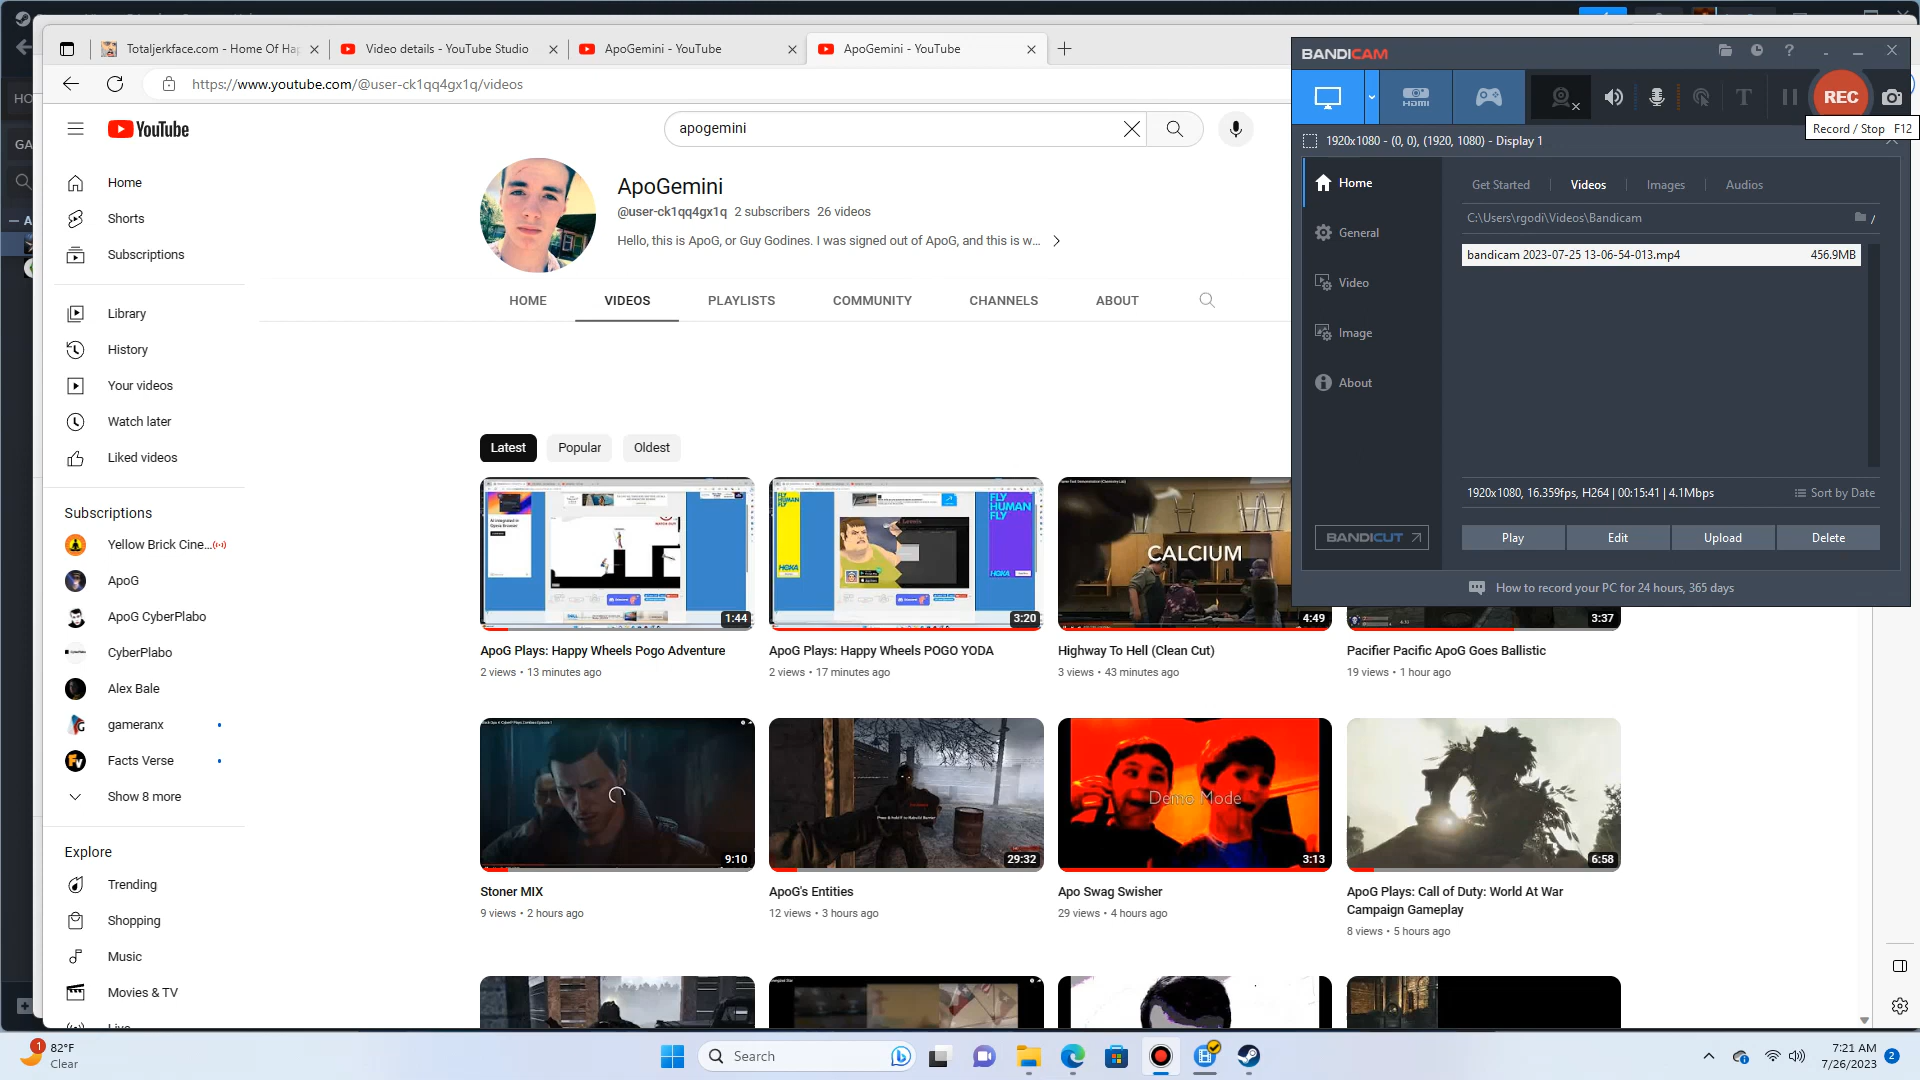 Totaljerkface.com - Home Of Ha
Video details - YouTube Studio
ApoGemini - YouTube
ApoGemini - YouTube
https://www.youtube.com/@user-ck1qq4gx1q/videos
YouTube
apogemini
Home
Shorts
Subscriptions
Library
History
Your videos
Watch later
Liked videos
Subscriptions
Yellow Brick Cine...
ApoG
ApoG CyberPlabo
CyberPlabo
Alex Bale
gameranx
Facts Verse
Show 8 more
Explore
Trending
Shopping
Music
Movies & TV
ApoGemini
@user-ck1qq4gx1q 2 subscribers 26 videos
Hello, this is ApoG, or Guy Godines. I was signed out of ApoG, and this is w...
HOME VIDEOS PLAYLISTS COMMUNITY CHANNELS ABOUT
Latest Popular Oldest
1:44
3:20
CALCIUM
4:49
3:37
ApoG Plays: Happy Wheels Pogo Adventure
2 views • 13 minutes ago
ApoG Plays: Happy Wheels POGO YODA
2 views • 17 minutes ago
Highway To Hell (Clean Cut)
3 views • 43 minutes ago
Pacifier Pacific ApoG Goes Ballistic
19 views • 1 hour ago
9:10
29:32
Demo Mode
3:13
6:58
Stoner MIX
9 views • 2 hours ago
ApoG's Entities
12 views • 3 hours ago
Apo Swag Swisher
29 views • 4 hours ago
ApoG Plays: Call of Duty: World At War
Campaign Gameplay
8 views • 5 hours ago
BANDICAM
HDMI
REC
Record / Stop F12
1920x1080 - (0, 0), (1920, 1080) - Display 1
Home
General
Video
Image
About
BANDICUT
Get Started Videos Images Audios
C:\Users\rgodi\Videos\Bandicam
bandicam 2023-07-25 13-06-54-013.mp4 456.9MB
1920x1080, 16.359fps, H264 | 00:15:41 | 4.1Mbps
Sort by Date
Play Edit Upload Delete
How to record your PC for 24 hours, 365 days
1
82°F
Clear
Search
7:21 AM
7/26/2023
2